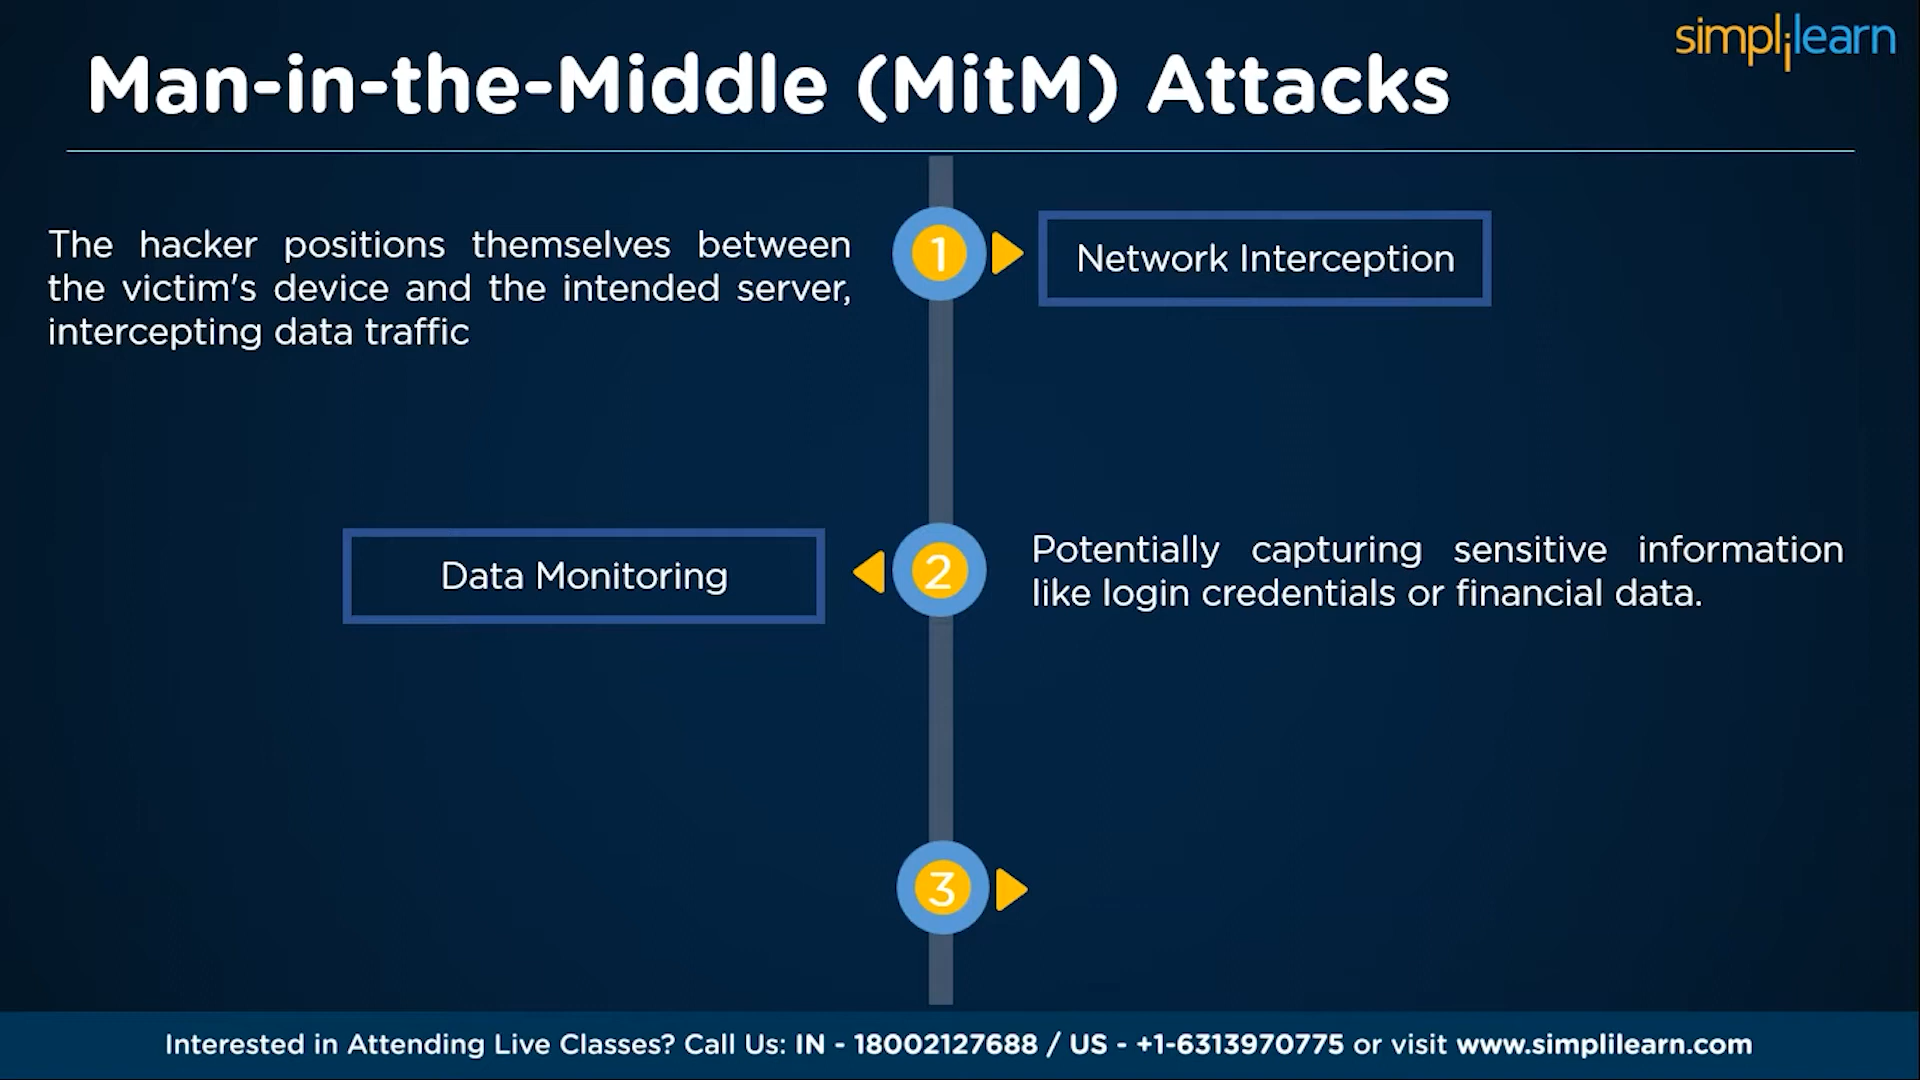 simplilearn
Man-in-the-Middle (MitM) Attacks
The hacker positions themselves between
the victim's device and the intended server,
intercepting data traffic
1
Network Interception
Data Monitoring
2
Potentially capturing sensitive information
like login credentials or financial data.
3
Interested in Attending Live Classes? Call Us: IN - 18002127688 / US - +1-6313970775 or visit www.simplilearn.com